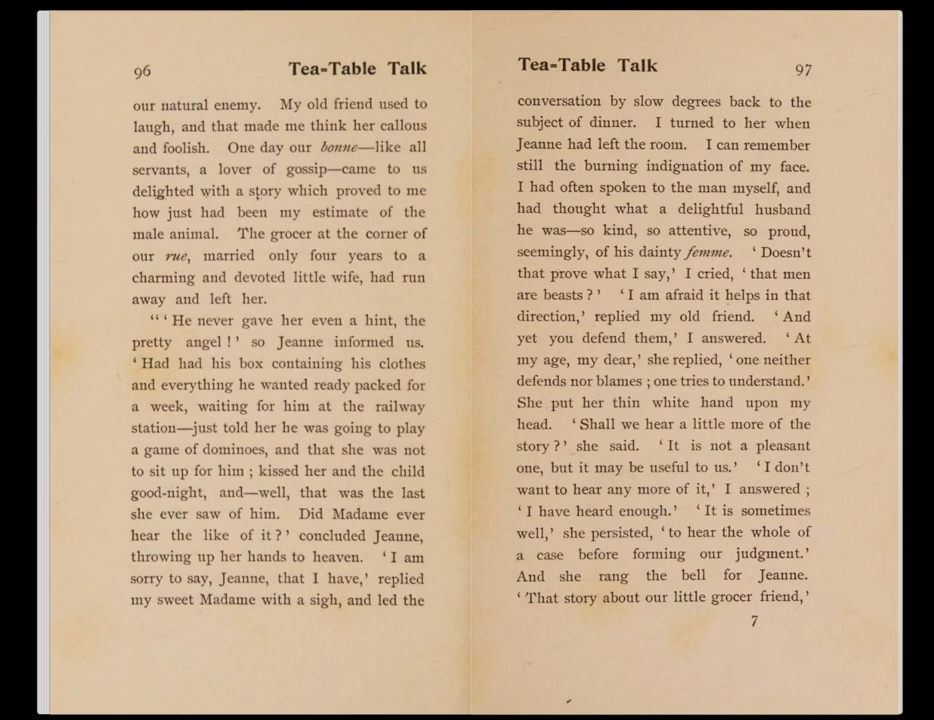 96 Tea-Table Talk
our natural enemy. My old friend used to
laugh, and that made me think her callous
and foolish. One day our bonne—like all
servants, a lover of gossip—came to us
delighted with a story which proved to me
how just had been my estimate of the
male animal. The grocer at the corner of
our rue, married only four years to a
charming and devoted little wife, had run
away and left her.
“‘ He never gave her even a hint, the
pretty angel ! ’ so Jeanne informed us.
‘ Had had his box containing his clothes
and everything he wanted ready packed for
a week, waiting for him at the railway
station—just told her he was going to play
a game of dominoes, and that she was not
to sit up for him ; kissed her and the child
good-night, and—well, that was the last
she ever saw of him. Did Madame ever
hear the like of it ? ’ concluded Jeanne,
throwing up her hands to heaven. ‘ I am
sorry to say, Jeanne, that I have,’ replied
my sweet Madame with a sigh, and led the
Tea-Table Talk 97
conversation by slow degrees back to the
subject of dinner. I turned to her when
Jeanne had left the room. I can remember
still the burning indignation of my face.
I had often spoken to the man myself, and
had thought what a delightful husband
he was—so kind, so attentive, so proud,
seemingly, of his dainty femme. ‘ Doesn’t
that prove what I say,’ I cried, ‘ that men
are beasts ? ’ ‘ I am afraid it helps in that
direction,’ replied my old friend. ‘ And
yet you defend them,’ I answered. ‘ At
my age, my dear,’ she replied, ‘ one neither
defends nor blames ; one tries to understand.’
She put her thin white hand upon my
head. ‘ Shall we hear a little more of the
story ? ’ she said. ‘ It is not a pleasant
one, but it may be useful to us.’ ‘ I don’t
want to hear any more of it,’ I answered ;
‘ I have heard enough.’ ‘ It is sometimes
well,’ she persisted, ‘ to hear the whole of
a case before forming our judgment.’
And she rang the bell for Jeanne.
‘ That story about our little grocer friend,’
7